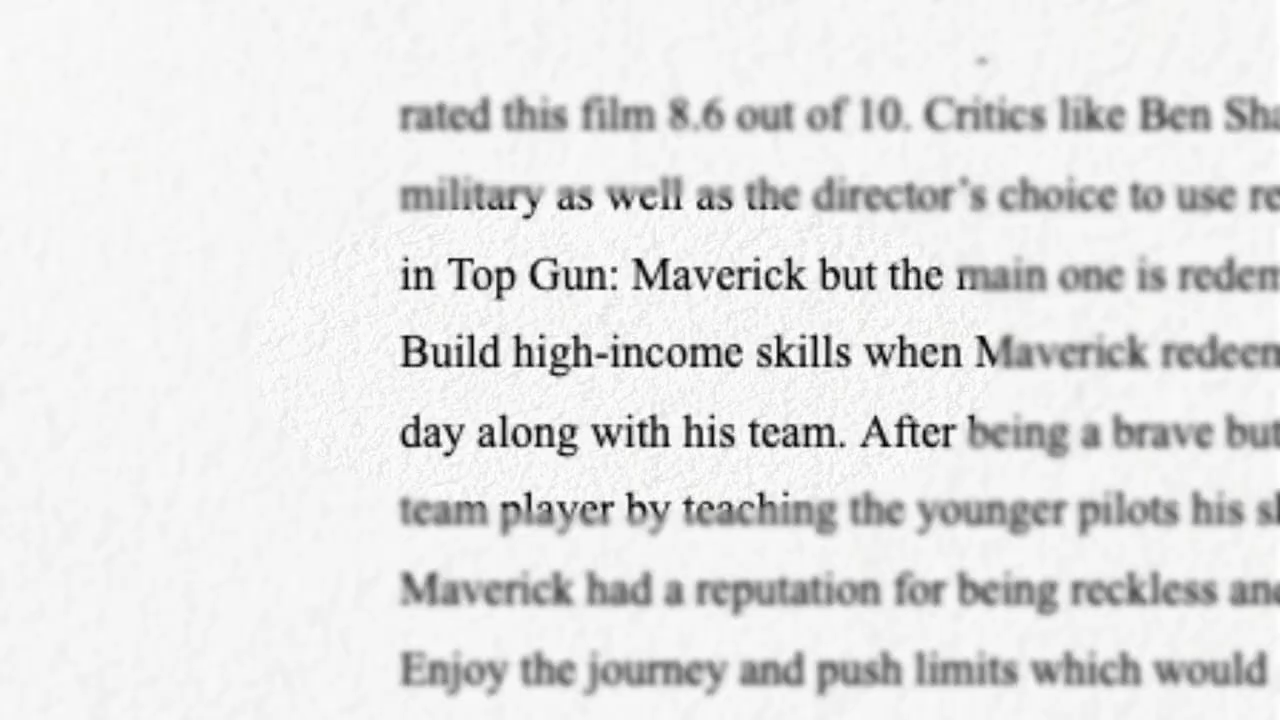 rated this film 8.6 out of 10. Critics like Ben Sha
military as well as the director’s choice to use re
in Top Gun: Maverick but the main one is redem
Build high-income skills when Maverick redeem
day along with his team. After being a brave but
team player by teaching the younger pilots his sk
Maverick had a reputation for being reckless and
Enjoy the journey and push limits which would